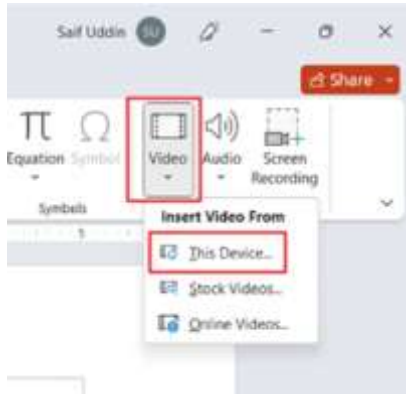 Saif Uddin SU
Share
Equation Symbol Video Audio Screen Recording
Symbols
Insert Video From
5
This Device...
Stock Videos...
Online Videos...